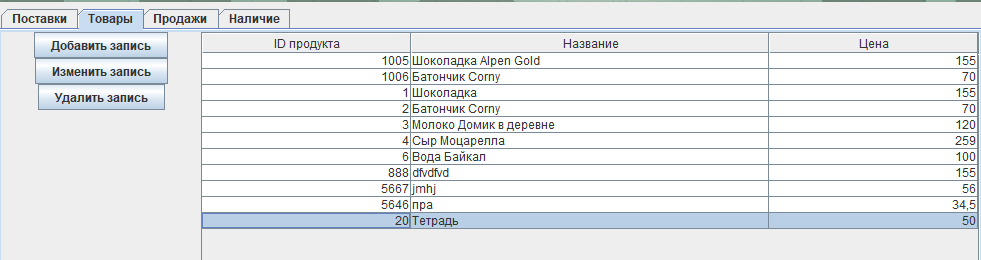 Поставки Товары Продажи Наличие
Добавить запись
Изменить запись
Удалить запись
ID продукта Название Цена
1005 Шоколадка Alpen Gold 155
1006 Батончик Corny 70
1 Шоколадка 155
2 Батончик Corny 70
3 Молоко Домик в деревне 120
4 Сыр Моцарелла 259
6 Вода Байкал 100
888 dfvdfvd 155
5667 jmhj 56
5646 пра 34,5
20 Тетрадь 50